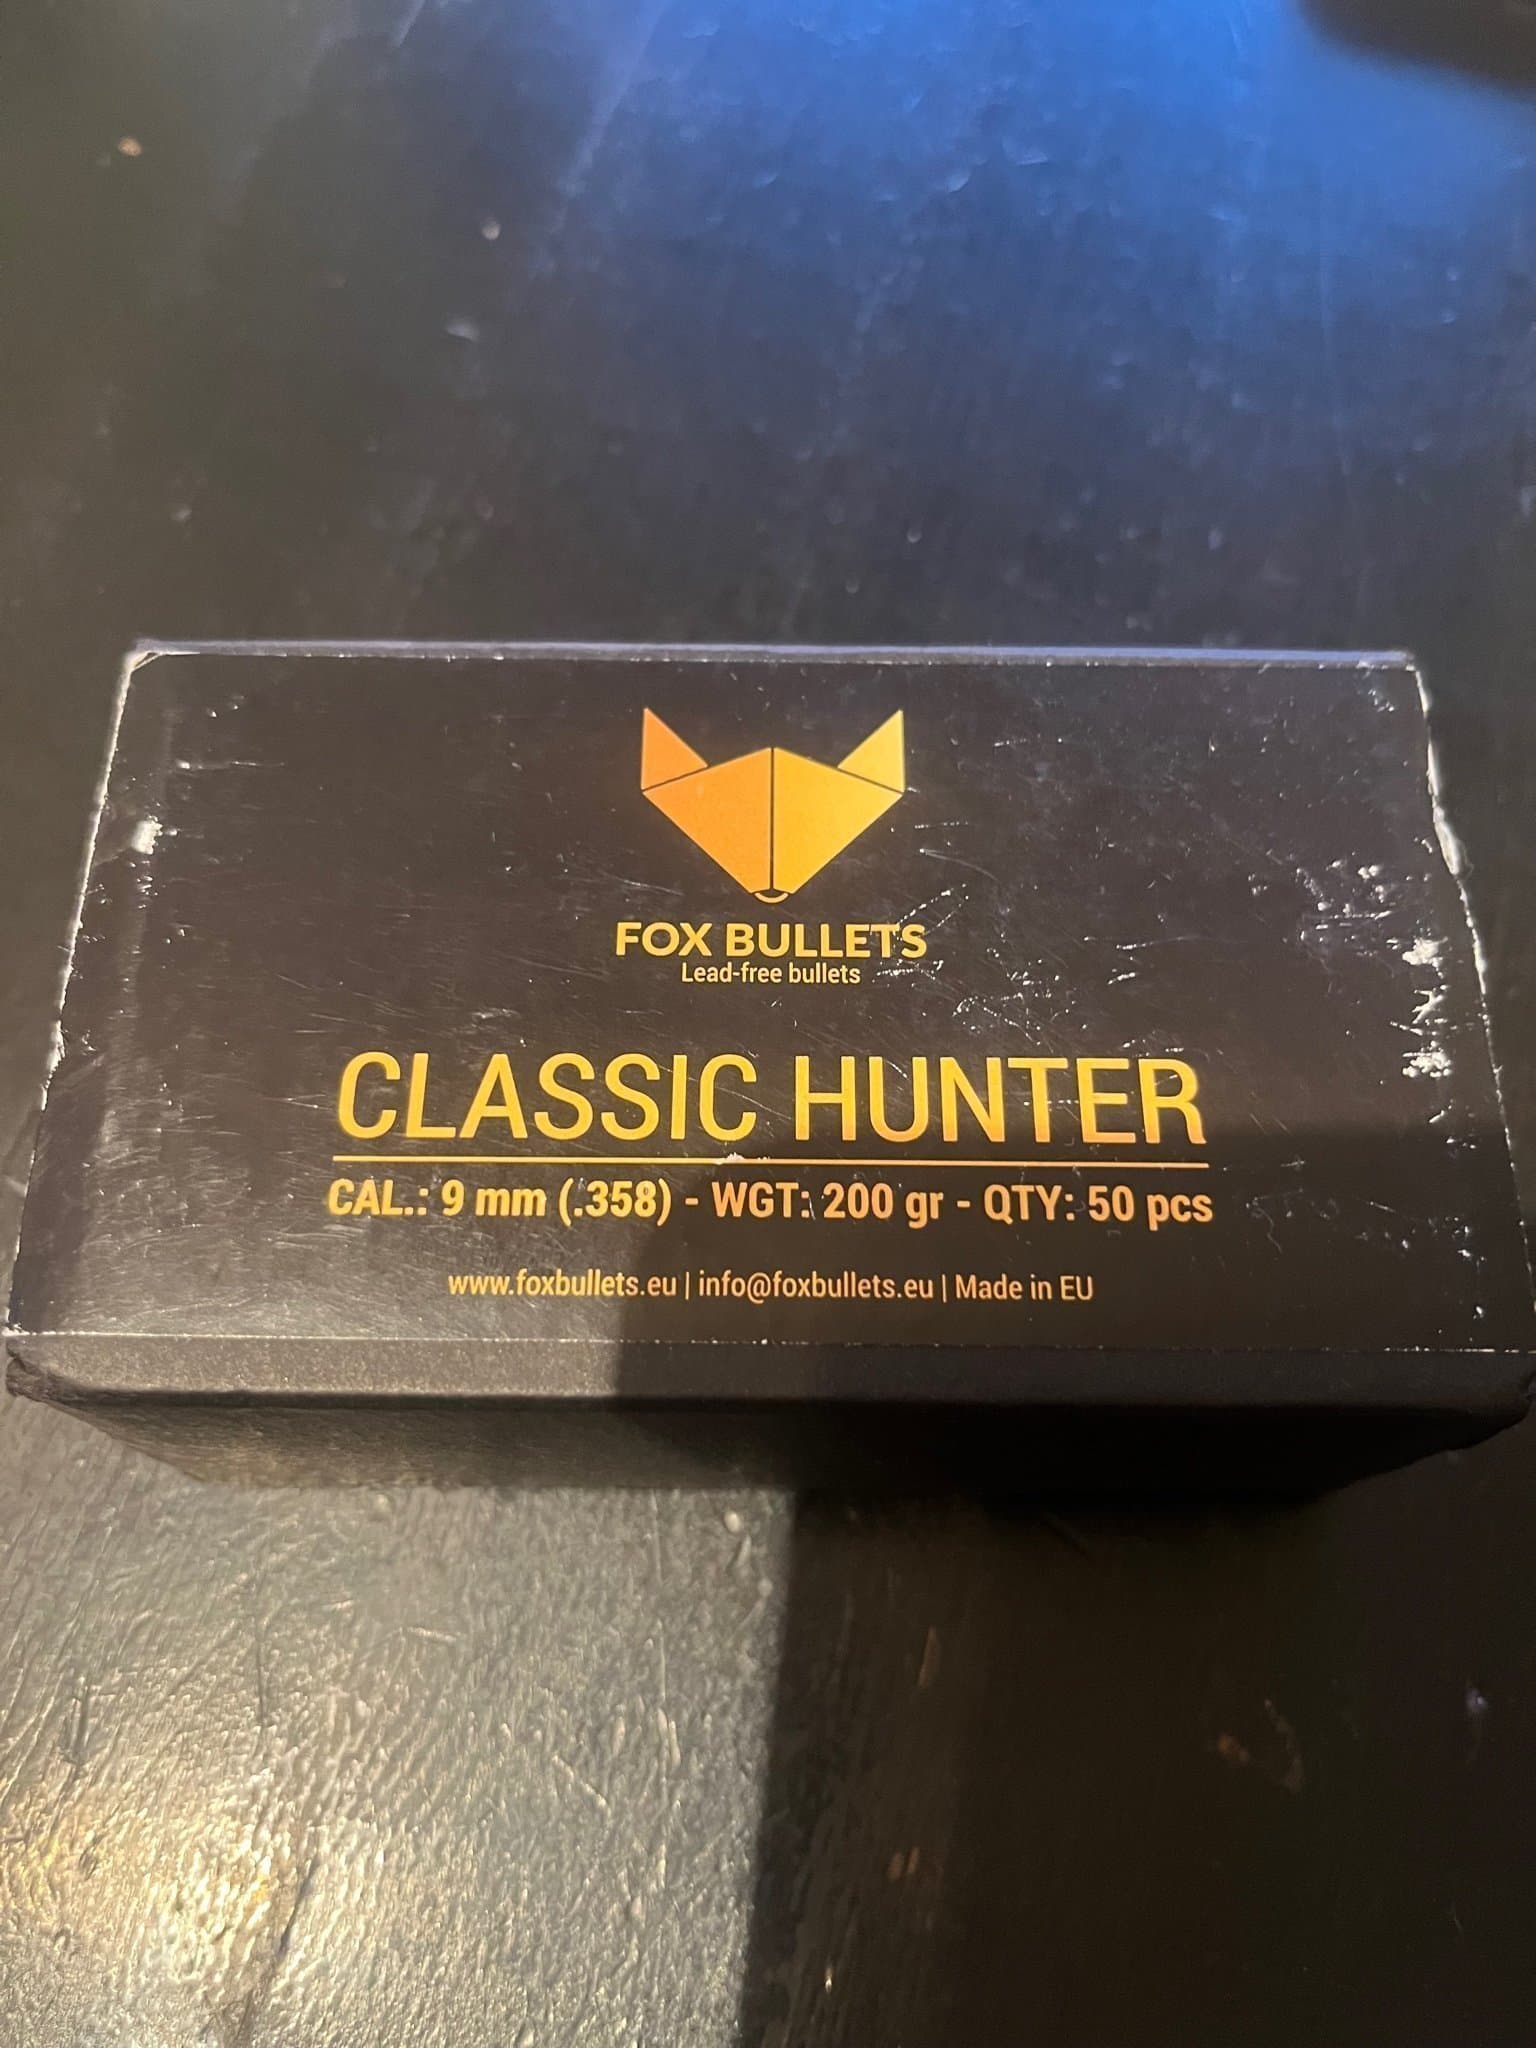 FOX BULLETS
Lead-free bullets
CLASSIC HUNTER
CAL.: 9 mm (.358) - WGT: 200 gr - QTY: 50 pcs
www.foxbullets.eu | info@foxbullets.eu | Made in EU